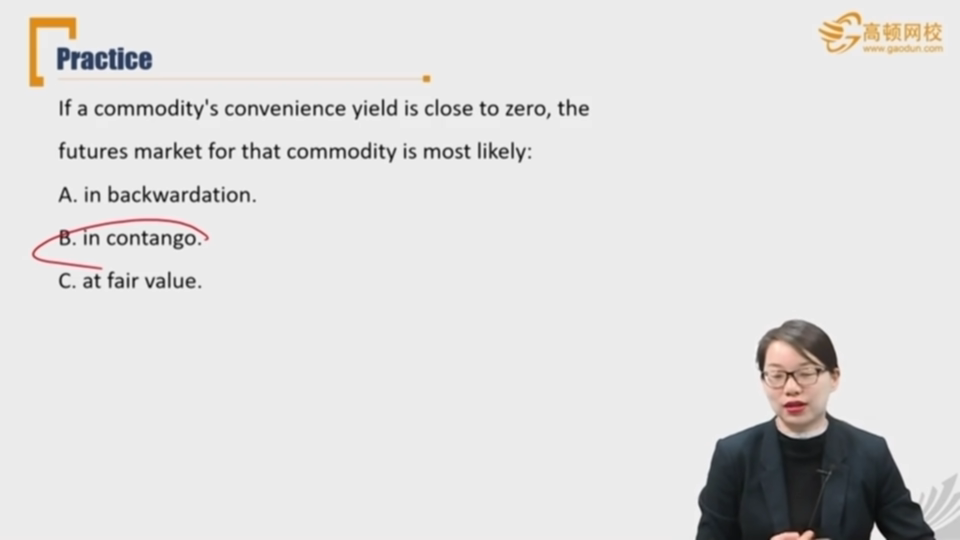 高顿网校
www.gaodun.com
Practice
If a commodity's convenience yield is close to zero, the
futures market for that commodity is most likely:
A. in backwardation.
B. in contango.
C. at fair value.